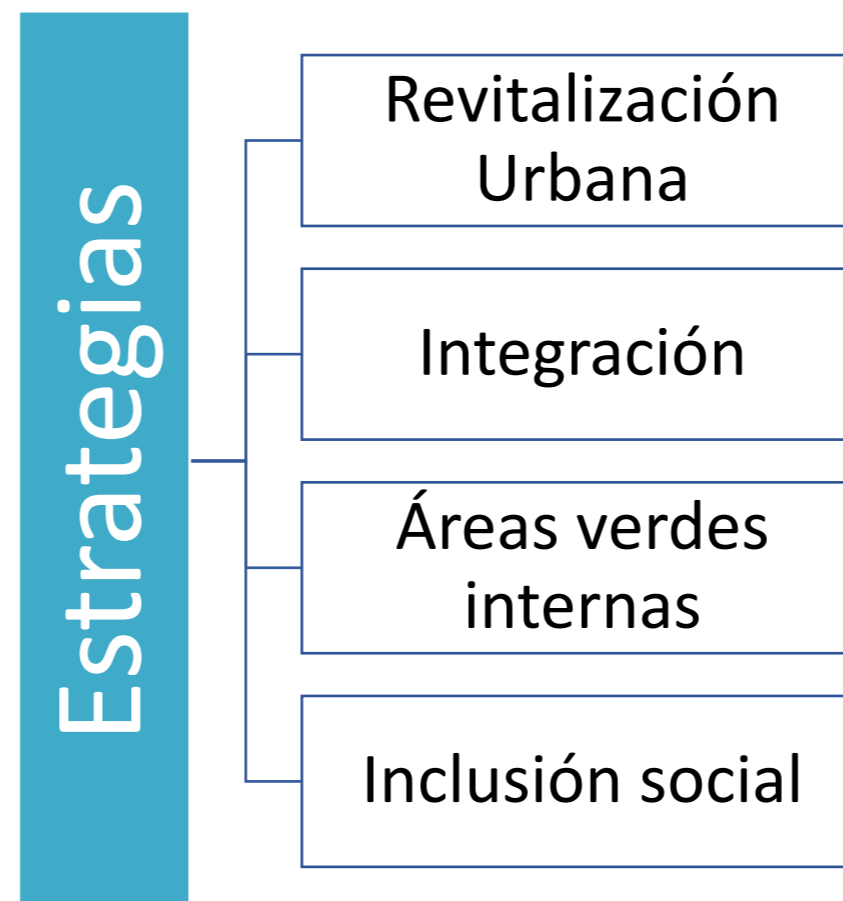 Estrategias
Revitalización
Urbana
Integración
Áreas verdes
internas
Inclusión social